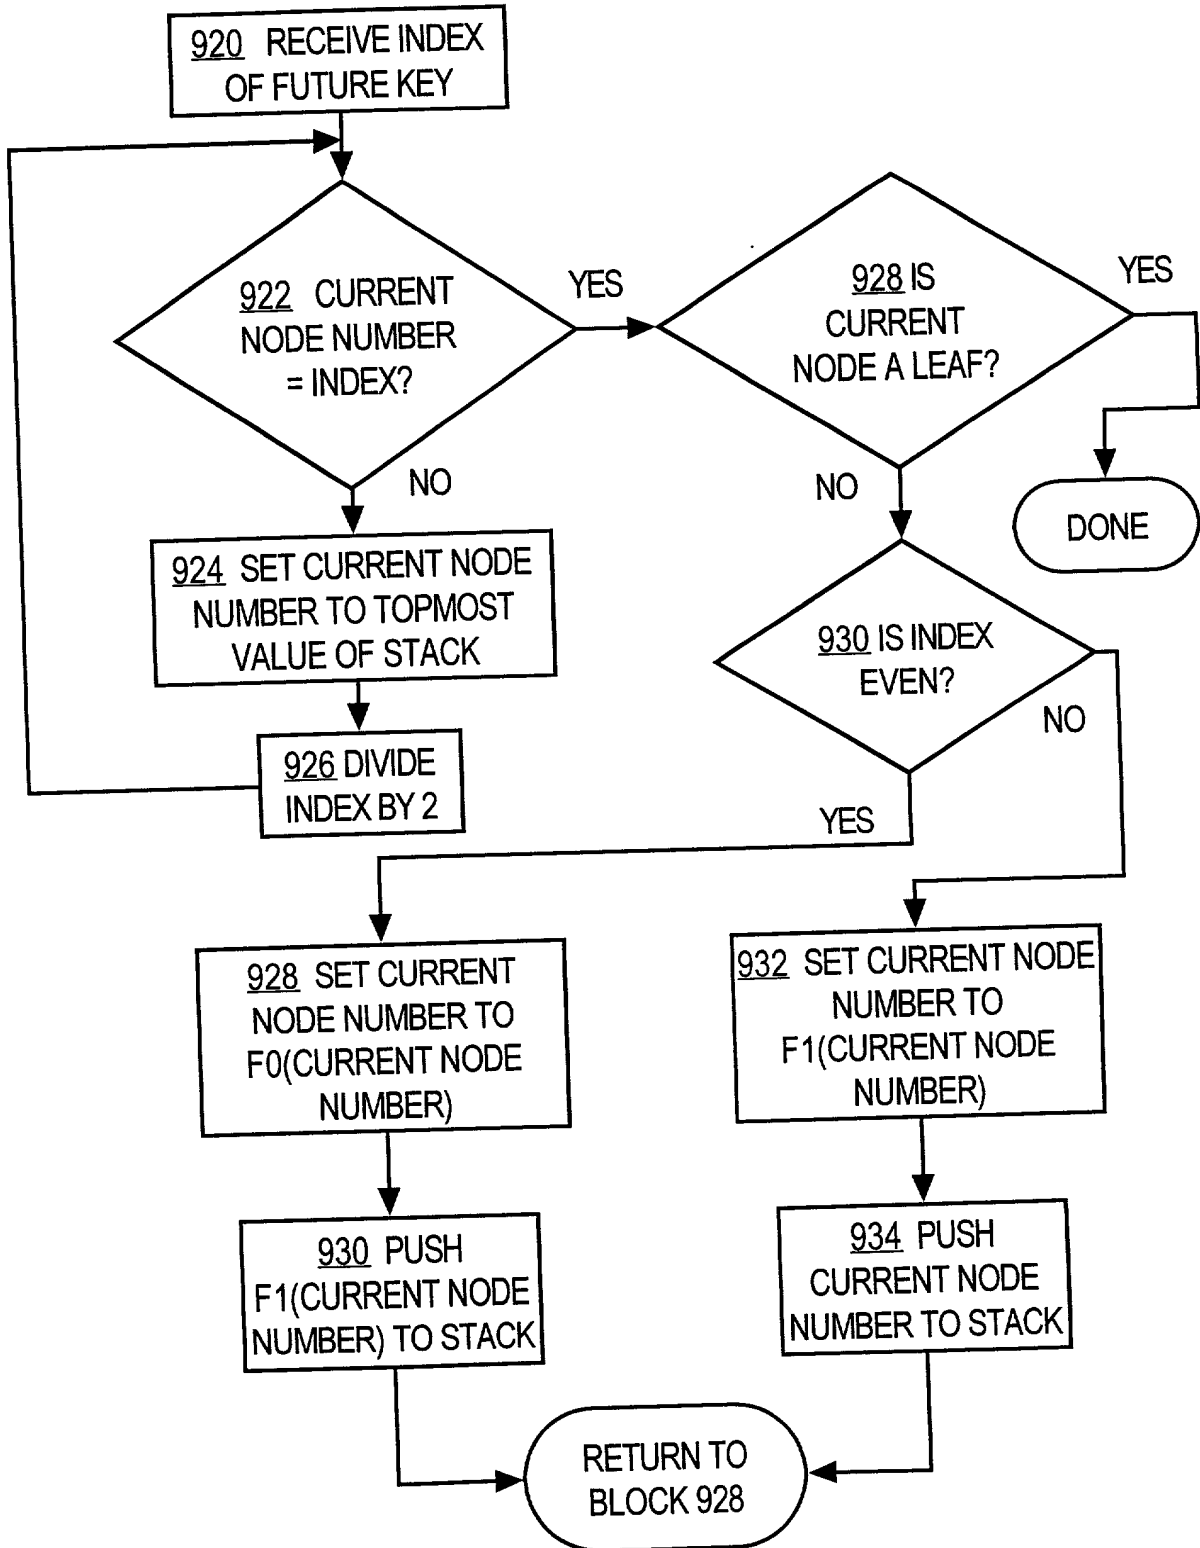 920 RECEIVE INDEX
OF FUTURE KEY
922 CURRENT
NODE NUMBER
= INDEX?
YES
928 IS
CURRENT
NODE A LEAF?
YES
NO
NO
DONE
924 SET CURRENT NODE
NUMBER TO TOPMOST
VALUE OF STACK
930 IS INDEX
EVEN?
NO
926 DIVIDE
INDEX BY 2
YES
928 SET CURRENT
NODE NUMBER TO
F0(CURRENT NODE
NUMBER)
932 SET CURRENT NODE
NUMBER TO
F1(CURRENT NODE
NUMBER)
930 PUSH
F1(CURRENT NODE
NUMBER) TO STACK
934 PUSH
CURRENT NODE
NUMBER TO STACK
RETURN TO
BLOCK 928